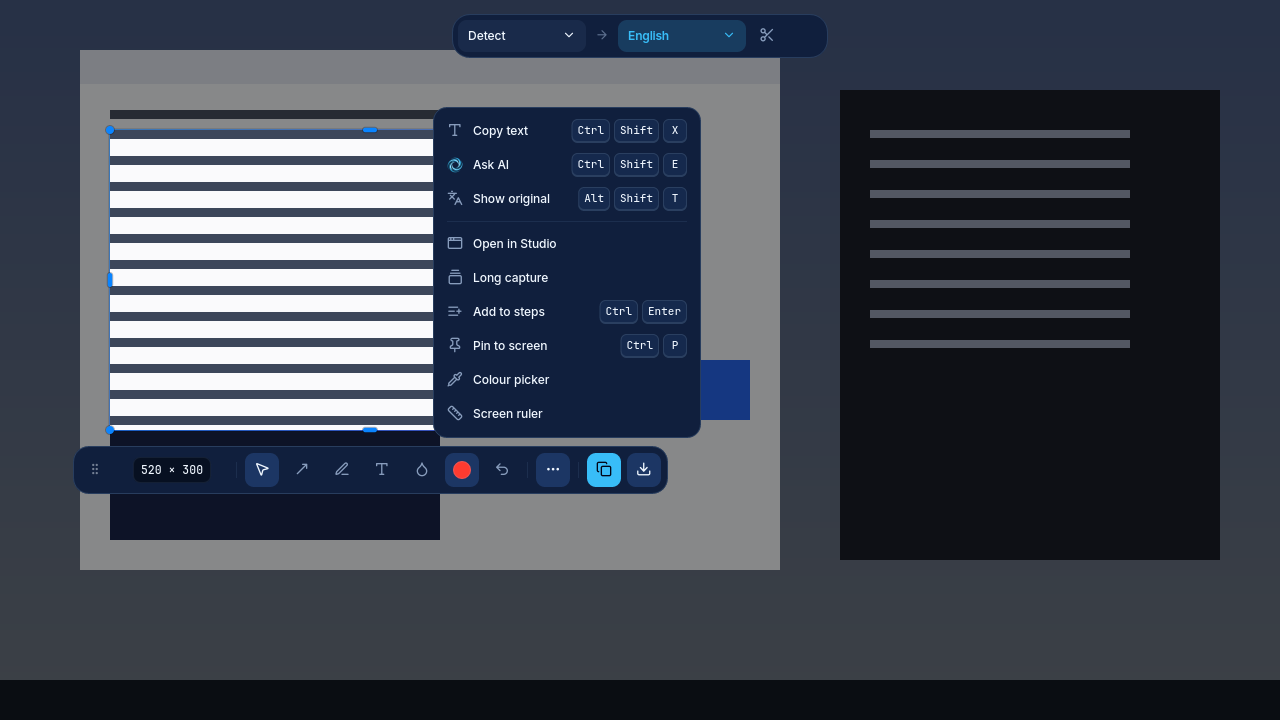 Detect
English
Copy text Ctrl Shift X
Ask AI Ctrl Shift E
Show original Alt Shift T
Open in Studio
Long capture
Add to steps Ctrl Enter
Pin to screen Ctrl P
Colour picker
Screen ruler
520 × 300